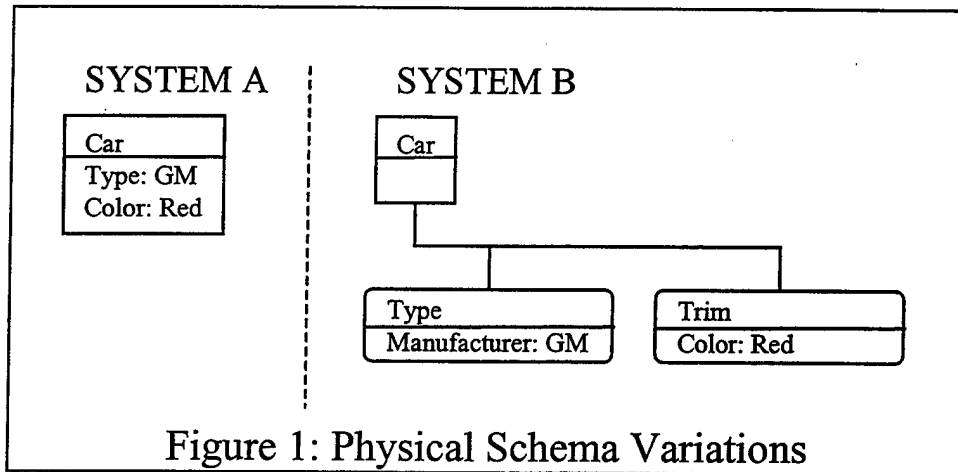 SYSTEM A
Car
Type: GM
Color: Red
SYSTEM B
Car
Type
Manufacturer: GM
Trim
Color: Red
Figure 1: Physical Schema Variations